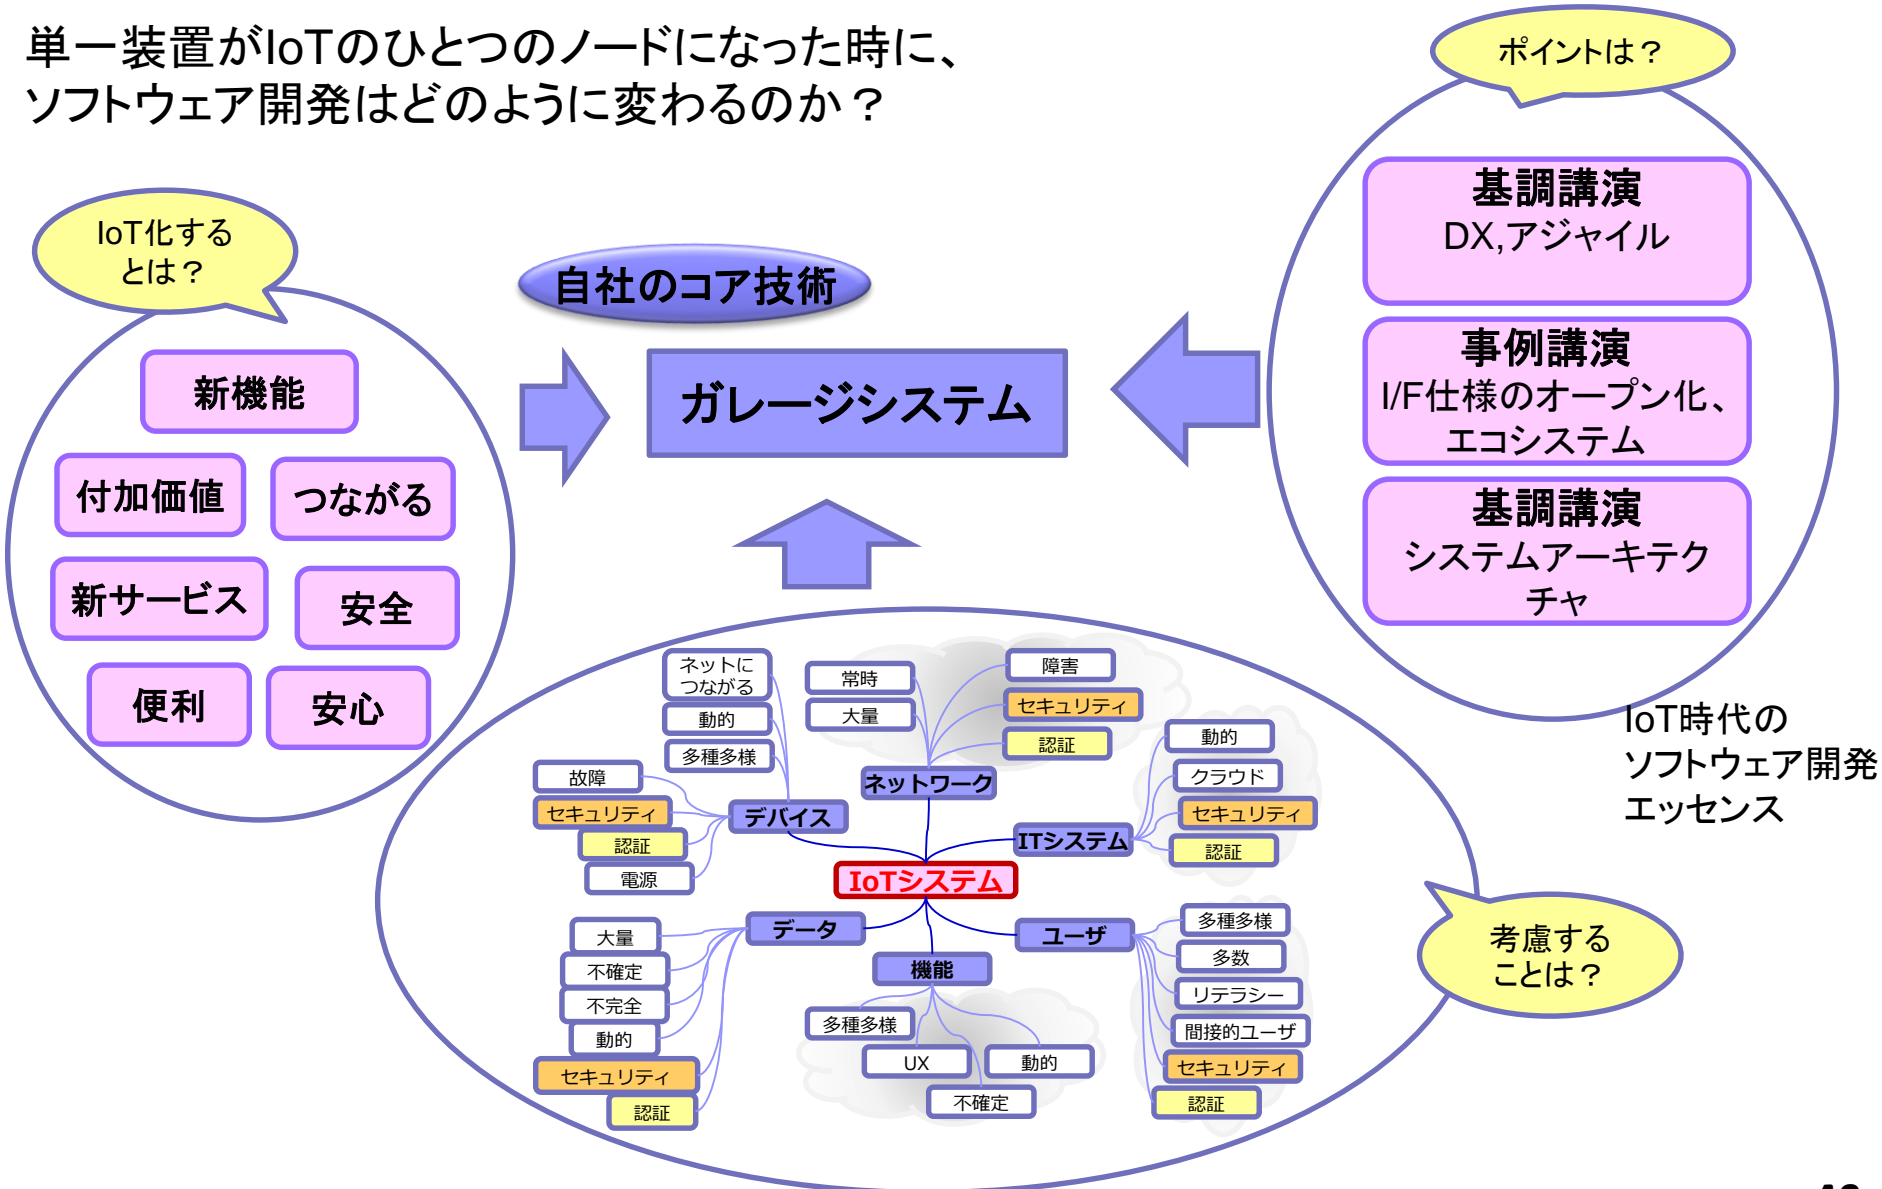 単一装置がIoTのひとつのノードになった時に、
ソフトウェア開発はどのように変わるのか？
IoT化する
とは？
新機能
付加価値
つながる
新サービス
安全
便利
安心
自社のコア技術
ガレージシステム
ポイントは？
基調講演
DX,アジャイル
事例講演
I/F仕様のオープン化、
エコシステム
基調講演
システムアーキテク
チャ
IoT時代の
ソフトウェア開発
エッセンス
考慮する
ことは？
IoTシステム
デバイス
ネットに
つながる
動的
多種多様
故障
セキュリティ
認証
電源
ネットワーク
常時
大量
障害
セキュリティ
認証
ITシステム
動的
クラウド
セキュリティ
認証
データ
大量
不確定
不完全
動的
セキュリティ
認証
機能
多種多様
UX
不確定
動的
ユーザ
多種多様
多数
リテラシー
間接的ユーザ
セキュリティ
認証